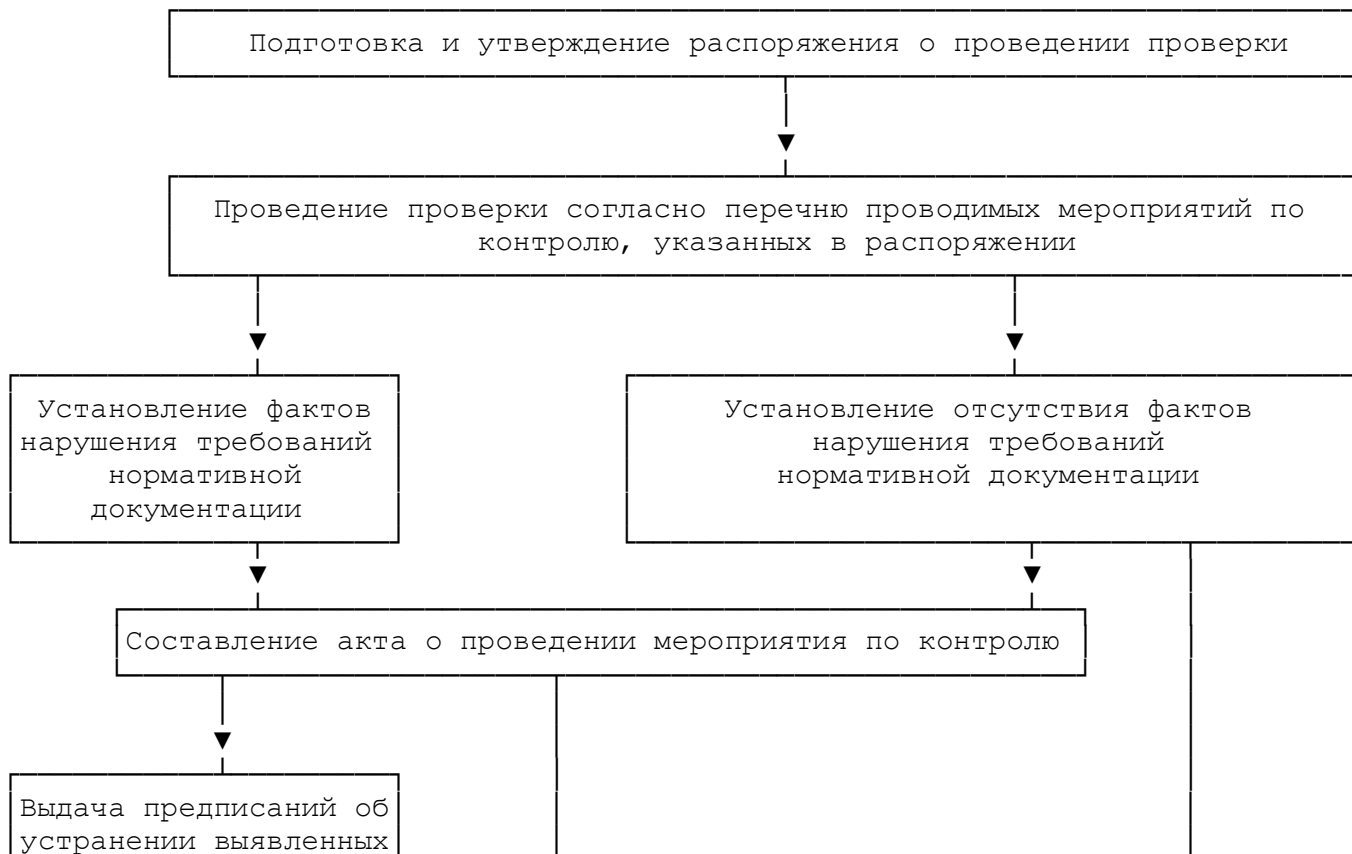 Подготовка и утверждение распоряжения о проведении проверки
Проведение проверки согласно перечню проводимых мероприятий по
контролю, указанных в распоряжении
Установление фактов
нарушения требований
нормативной
документации
Установление отсутствия фактов
нарушения требований
нормативной документации
Составление акта о проведении мероприятия по контролю
Выдача предписаний об
устранении выявленных